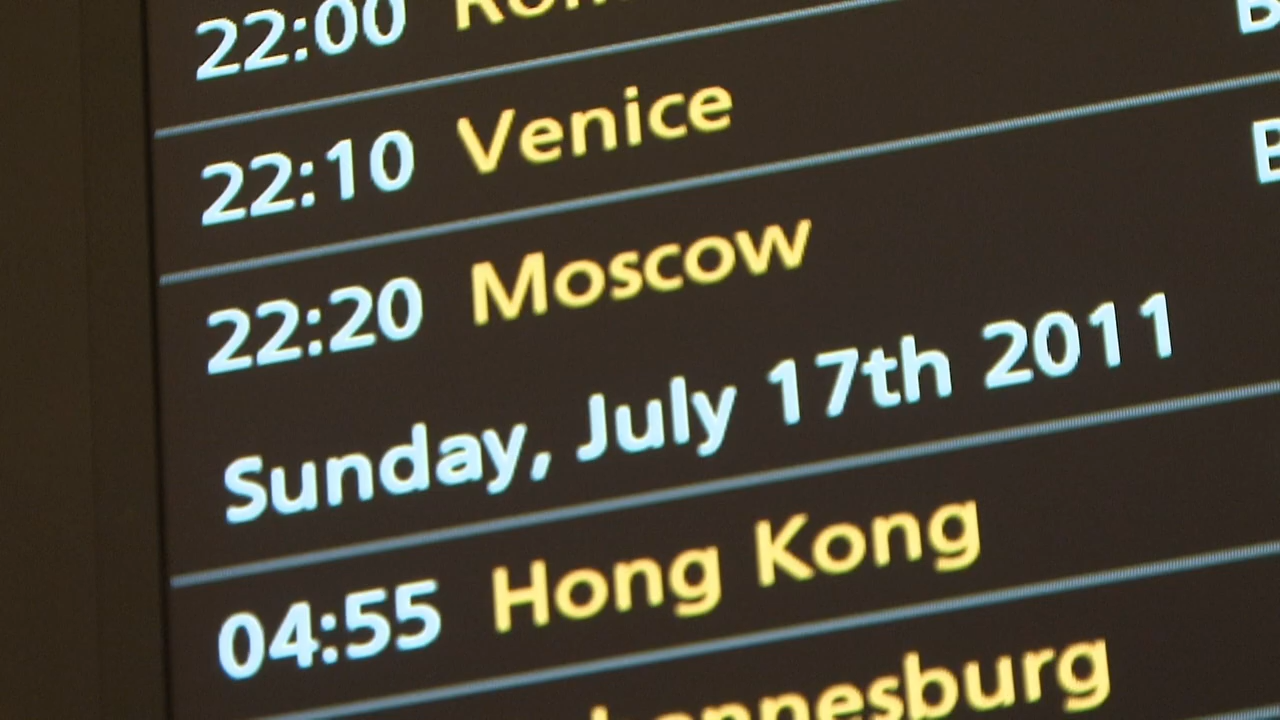 22:00
22:10 Venice
22:20 Moscow
Sunday, July 17th 2011
04:55 Hong Kong